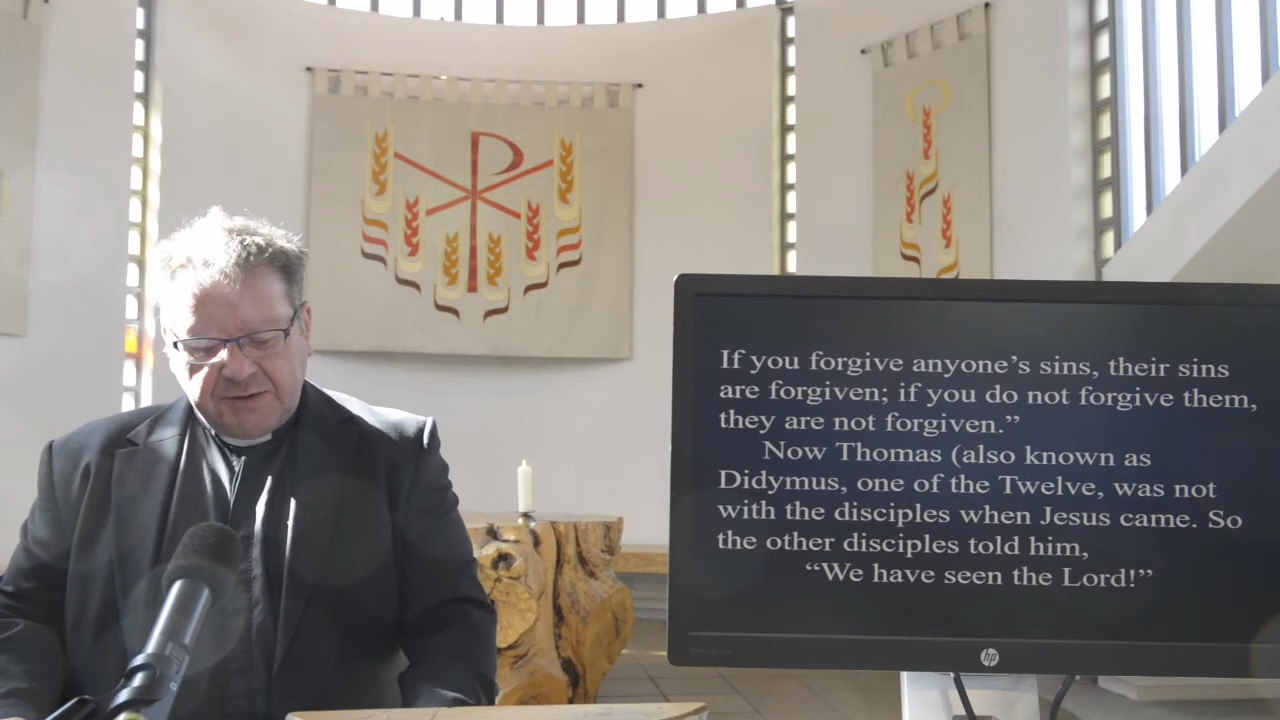 If you forgive anyone’s sins, their sins
are forgiven; if you do not forgive them,
they are not forgiven.”
Now Thomas (also known as
Didymus, one of the Twelve, was not
with the disciples when Jesus came. So
the other disciples told him,
“We have seen the Lord!”
hp